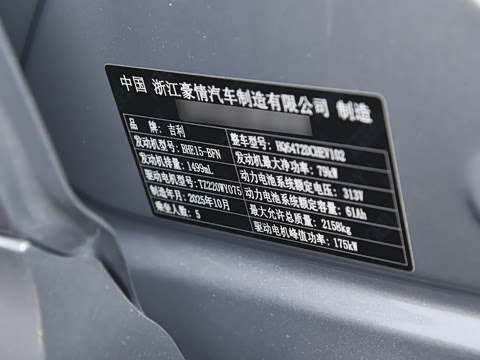 中国 浙江豪情汽车制造有限公司 制造
品 牌: 吉利 整车型号: HQ6472DCHEV102
发动机型号: BHE15-BFN 发动机最大净功率: 79kW
发动机排量: 1499mL 动力电池系统额定电压: 313V
驱动电机型号: TZ220WY075 动力电池系统额定容量: 61Ah
制造年月: 2025年10月 最大允许总质量: 2158kg
乘坐人数: 5 驱动电机峰值功率: 175kW